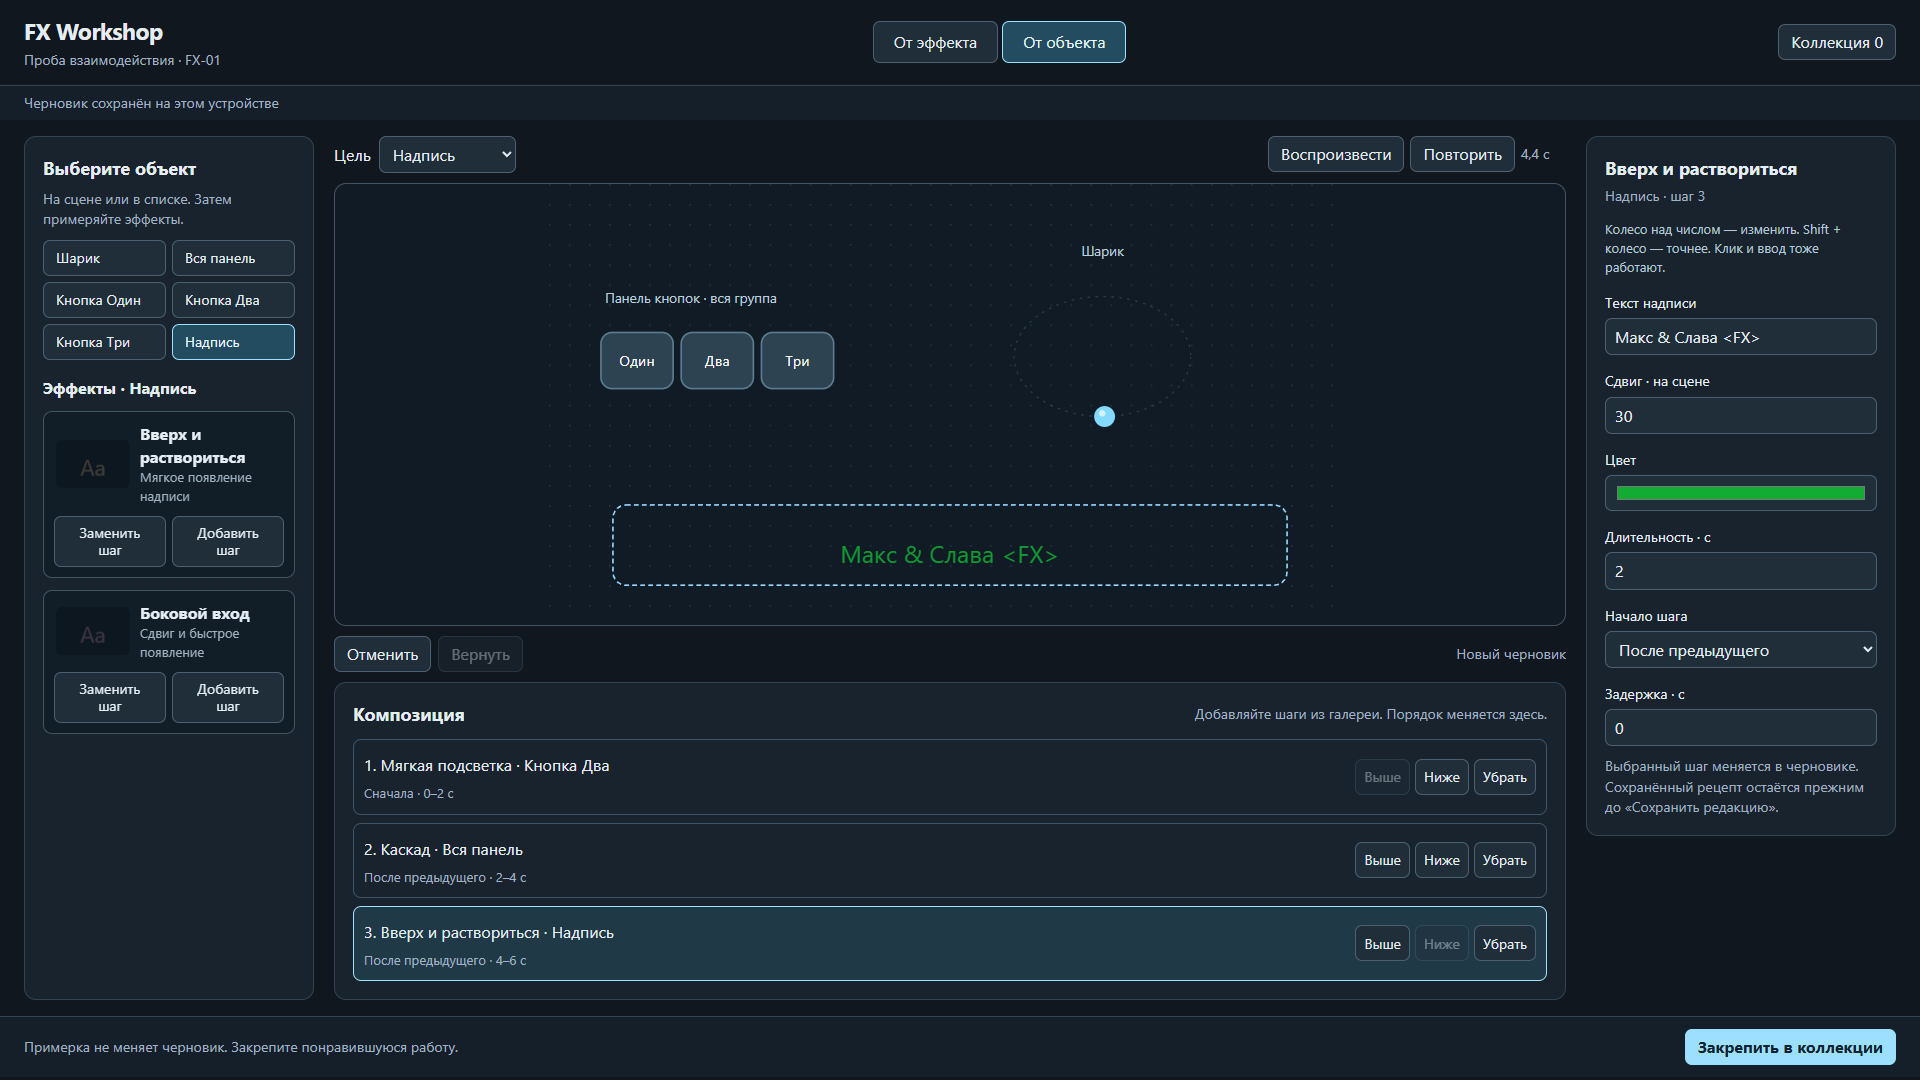 FX Workshop
Проба взаимодействия · FX-01
От эффекта
От объекта
Коллекция 0
Черновик сохранён на этом устройстве
Выберите объект
На сцене или в списке. Затем
примеряйте эффекты.
Шарик
Вся панель
Кнопка Один
Кнопка Два
Кнопка Три
Надпись
Эффекты · Надпись
Aa
Вверх и
раствориться
Мягкое появление
надписи
Заменить
шаг
Добавить
шаг
Aa
Боковой вход
Сдвиг и быстрое
появление
Заменить
шаг
Добавить
шаг
Цель
Надпись
Воспроизвести
Повторить
4,4 с
Шарик
Панель кнопок · вся группа
Один
Два
Три
Макс & Слава <FX>
Отменить
Вернуть
Новый черновик
Композиция
Добавляйте шаги из галереи. Порядок меняется здесь.
1. Мягкая подсветка · Кнопка Два
Сначала · 0–2 с
Выше
Ниже
Убрать
2. Каскад · Вся панель
После предыдущего · 2–4 с
Выше
Ниже
Убрать
3. Вверх и раствориться · Надпись
После предыдущего · 4–6 с
Выше
Ниже
Убрать
Вверх и раствориться
Надпись · шаг 3
Колесо над числом — изменить. Shift +
колесо — точнее. Клик и ввод тоже
работают.
Текст надписи
Макс & Слава <FX>
Сдвиг · на сцене
30
Цвет
Длительность · с
2
Начало шага
После предыдущего
Задержка · с
0
Выбранный шаг меняется в черновике.
Сохранённый рецепт остаётся прежним
до «Сохранить редакцию».
Примерка не меняет черновик. Закрепите понравившуюся работу.
Закрепить в коллекции